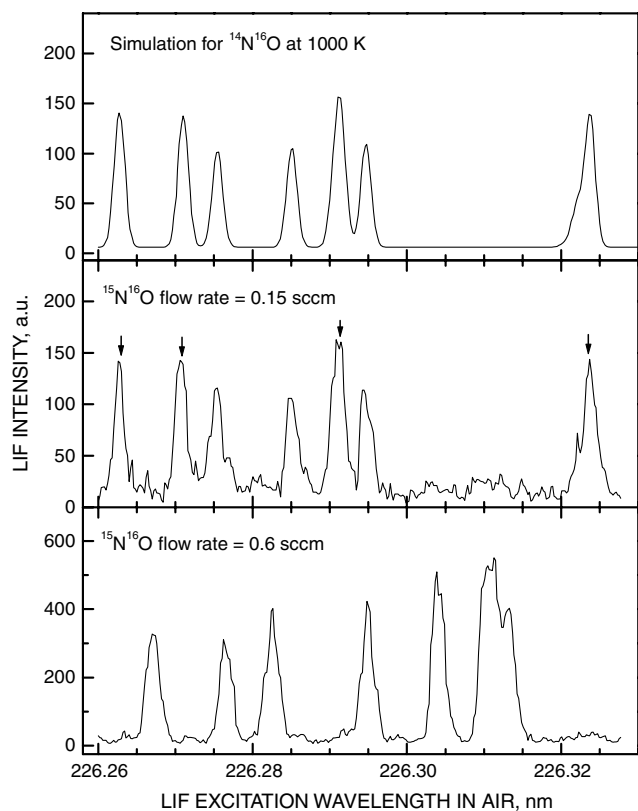 Simulation for ¹⁴N¹⁶O at 1000 K
200
150
100
50
0
¹⁵N¹⁶O flow rate = 0.15 sccm
200
150
100
50
0
LIF INTENSITY, a.u.
¹⁵N¹⁶O flow rate = 0.6 sccm
600
400
200
0
226.26 226.28 226.30 226.32
LIF EXCITATION WAVELENGTH IN AIR, nm